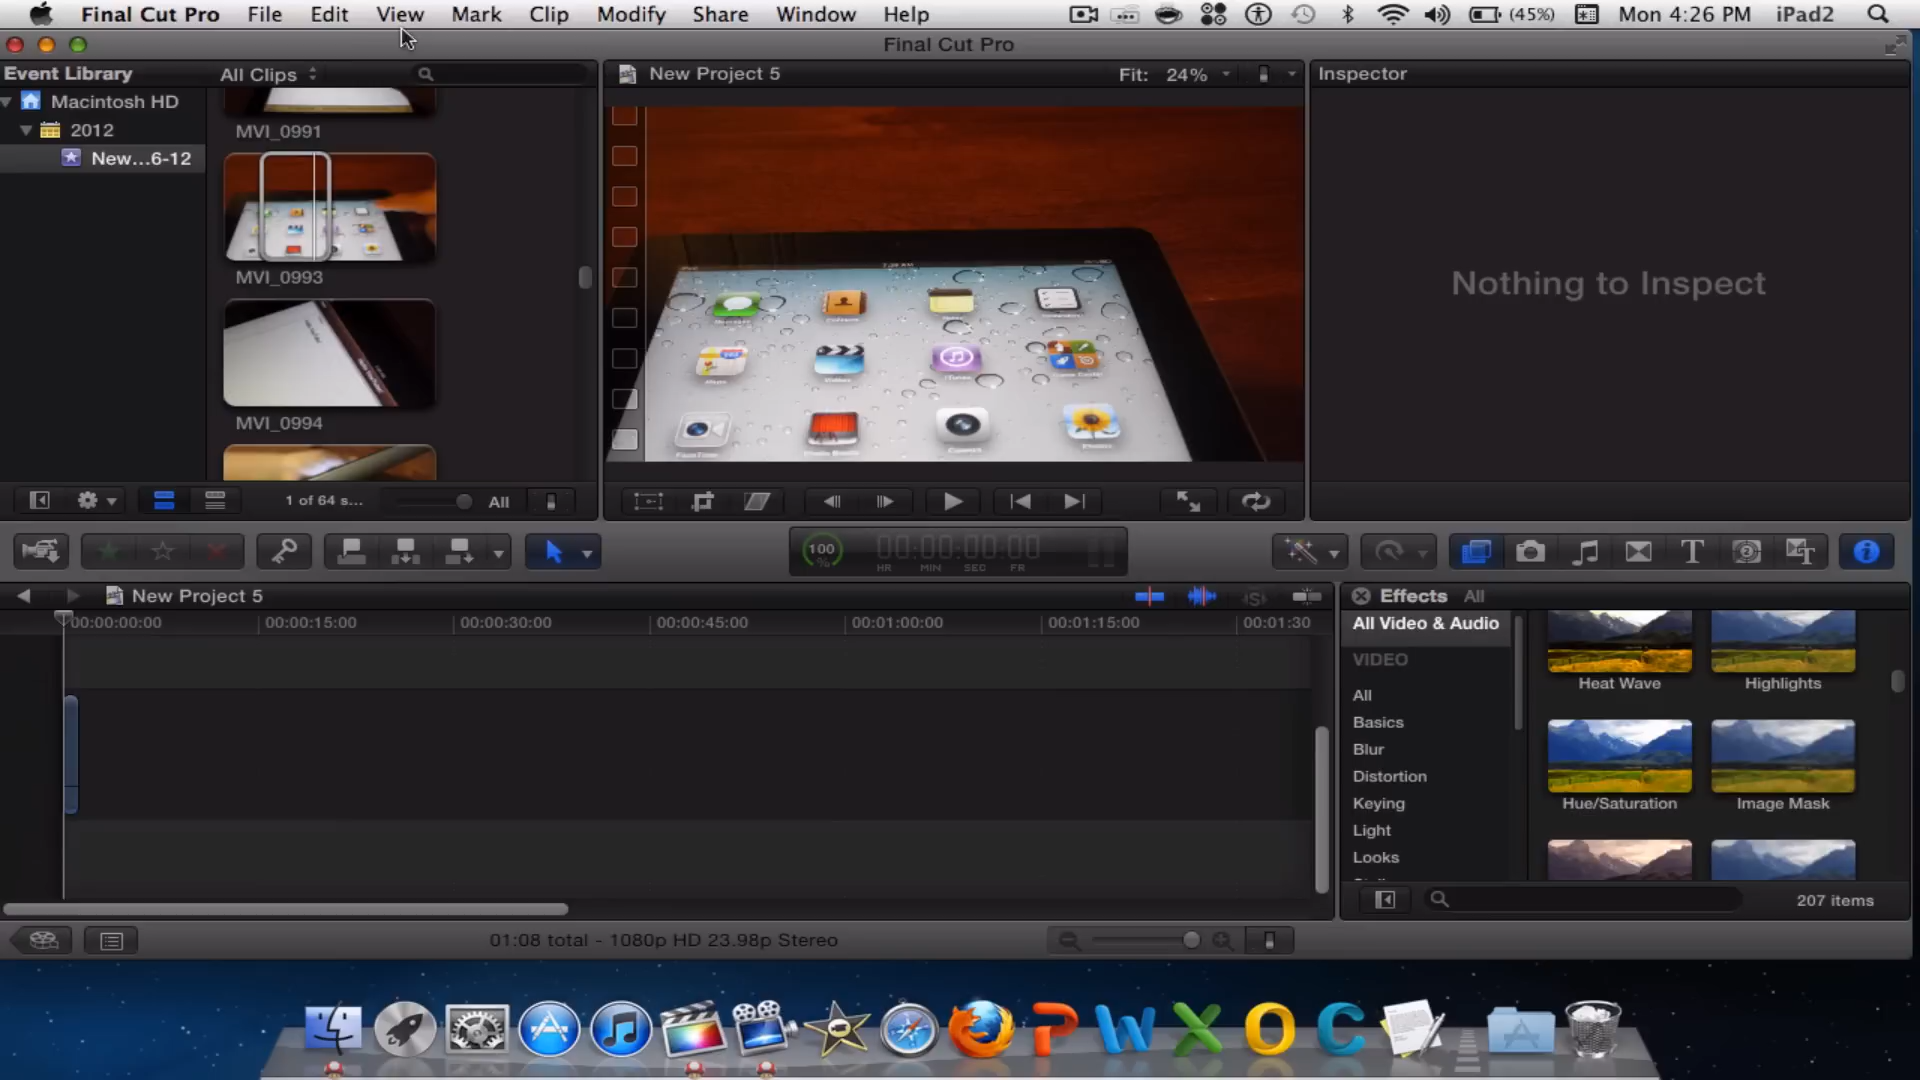 Final Cut Pro File Edit View Mark Clip Modify Share Window Help (45%) Mon 4:26 PM iPad2
Final Cut Pro
Event Library All Clips
Macintosh HD
2012
New...6-12
MVI_0991
MVI_0993
MVI_0994
1 of 64 s... All
New Project 5 Fit: 24%
Inspector
Nothing to Inspect
100 % 00:00:00:00
HR MIN SEC FR
New Project 5
00:00:00:00 00:00:15:00 00:00:30:00 00:00:45:00 00:01:00:00 00:01:15:00 00:01:30
01:08 total - 1080p HD 23.98p Stereo
Effects All
All Video & Audio
VIDEO
All
Basics
Blur
Distortion
Keying
Light
Looks
Heat Wave Highlights
Hue/Saturation Image Mask
207 items
P W X O C